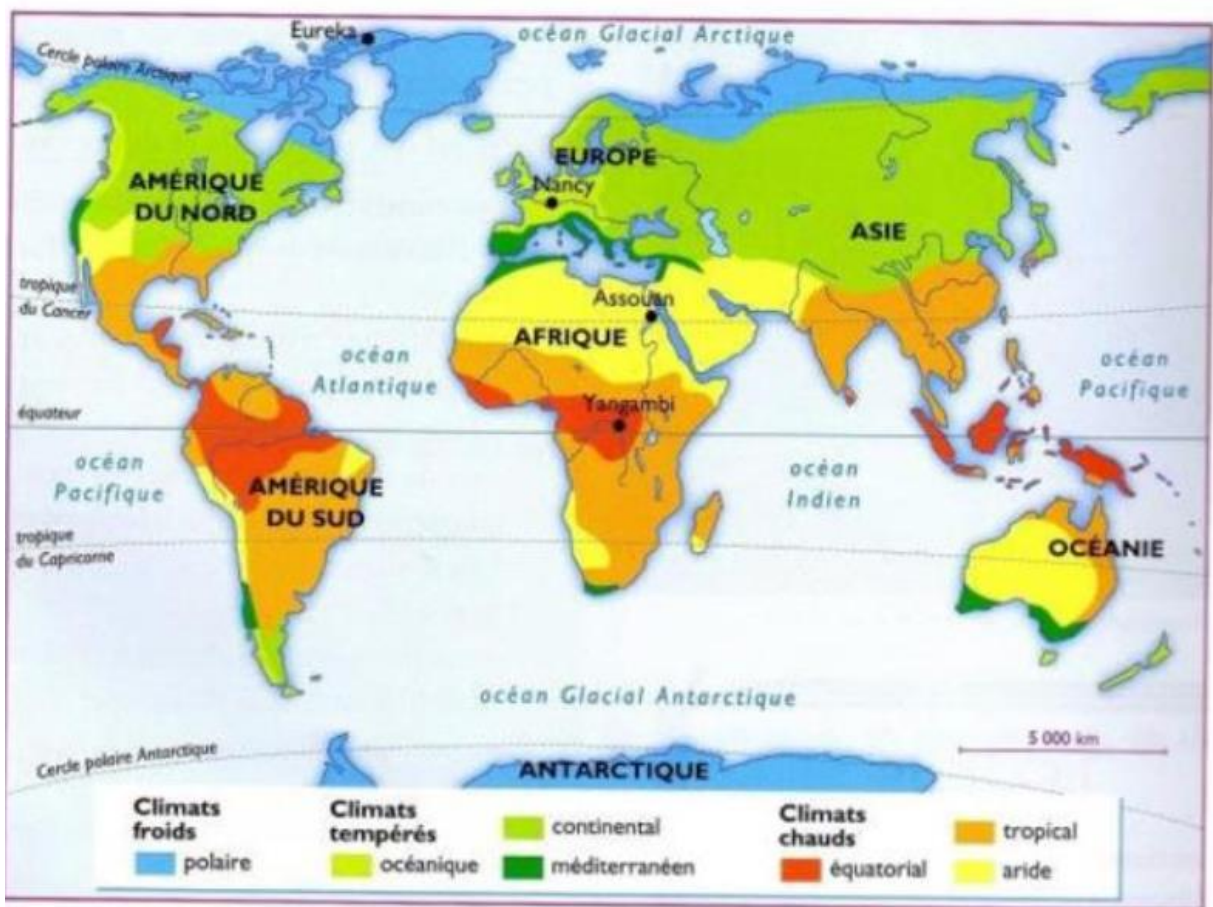 Eureka
océan Glacial Arctique
Cercle polaire Arctique
EUROPE
AMÉRIQUE
DU NORD
Nancy
ASIE
tropique
du Cancer
Assouan
AFRIQUE
océan
Atlantique
océan
Pacifique
Yangambi
équateur
océan
Pacifique
AMÉRIQUE
DU SUD
océan
Indien
tropique
du Capricorne
OCÉANIE
océan Glacial Antarctique
5 000 km
Cercle polaire Antarctique
ANTARCTIQUE
Climats
froids
polaire
Climats
tempérés
océanique
continental
méditerranéen
Climats
chauds
équatorial
tropical
aride